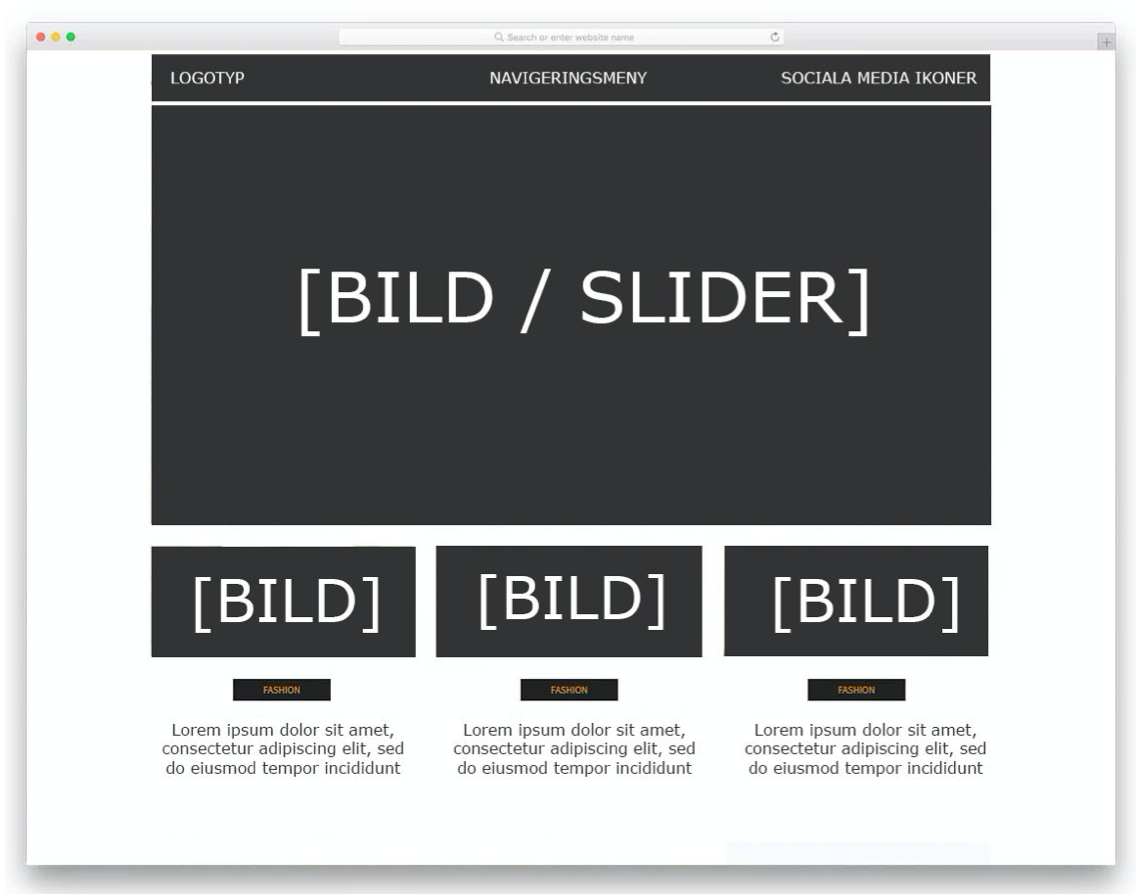 Search or enter website name
LOGOTYP NAVIGERINGSMENY SOCIALA MEDIA IKONER
[BILD / SLIDER]
[BILD] [BILD] [BILD]
FASHION FASHION FASHION
Lorem ipsum dolor sit amet,
consectetur adipiscing elit, sed
do eiusmod tempor incididunt
Lorem ipsum dolor sit amet,
consectetur adipiscing elit, sed
do eiusmod tempor incididunt
Lorem ipsum dolor sit amet,
consectetur adipiscing elit, sed
do eiusmod tempor incididunt